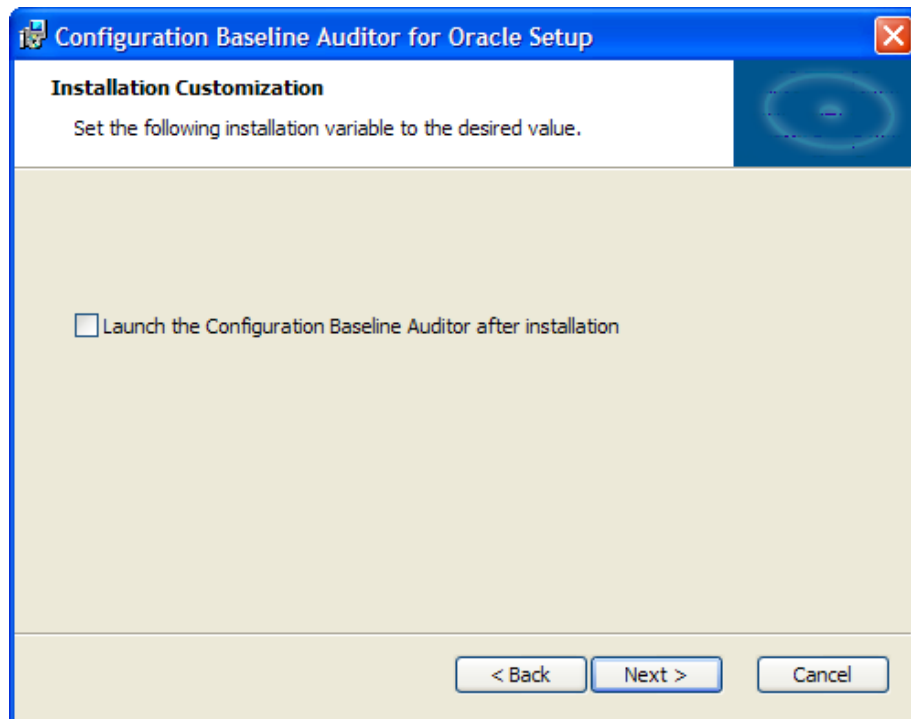 Configuration Baseline Auditor for Oracle Setup
Installation Customization
Set the following installation variable to the desired value.
Launch the Configuration Baseline Auditor after installation
< Back
Next >
Cancel